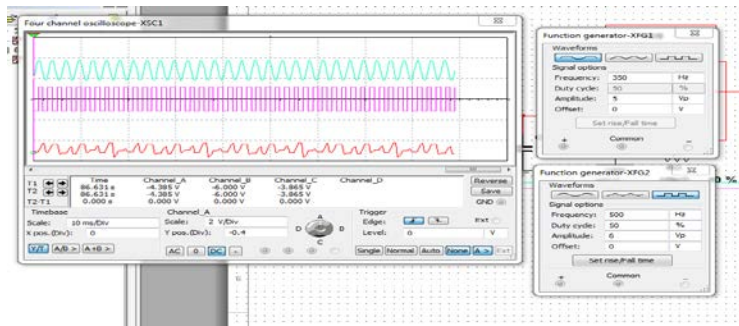 Four channel oscilloscope-XSC1
Time Channel_A Channel_B Channel_C Channel_D
T1 86.631 s -4.385 V -6.000 V -3.865 V
T2 86.631 s -4.385 V -6.000 V -3.865 V
T2-T1 0.000 s 0.000 V 0.000 V 0.000 V
Reverse
Save
GND
Timebase
Scale: 10 ms/Div
X pos.(Div): 0
Y/T A/B > A+B >
Channel_A
Scale: 2 V/Div
Y pos.(Div): -0.4
AC 0 DC -
A
B
C
D
Trigger
Edge:
Ext
Level: 0 V
Single Normal Auto None A > Ext
Function generator-XFG1
Waveforms
Signal options
Frequency: 350 Hz
Duty cycle: 50 %
Amplitude: 5 Vp
Offset: 0 V
Set rise/Fall time
+ Common -
Function generator-XFG2
Waveforms
Signal options
Frequency: 500 Hz
Duty cycle: 50 %
Amplitude: 6 Vp
Offset: 0 V
Set rise/Fall time
+ Common -
0 %